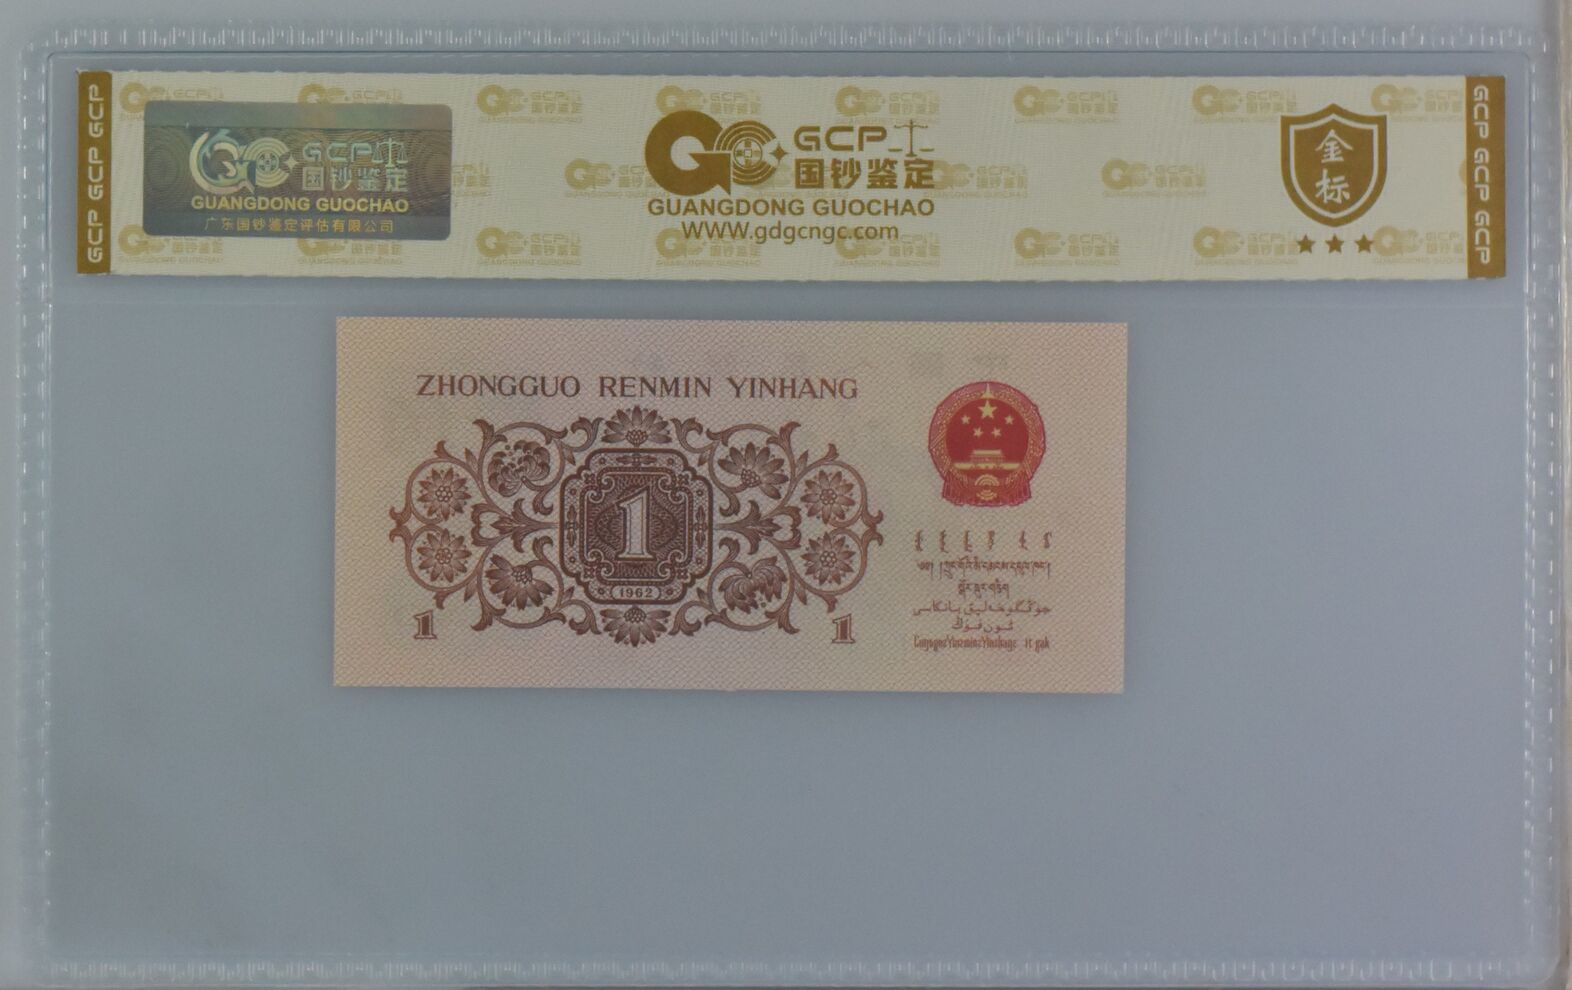 GCP GCP GCP
GCP
国钞鉴定
GUANGDONG GUOCHAO
广东国钞鉴定评估有限公司
GCP
国钞鉴定
GUANGDONG GUOCHAO
WWW.gdgcngc.com
金标
GCP GCP GCP
ZHONGGUO RENMIN YINHANG
1
1962
1
1